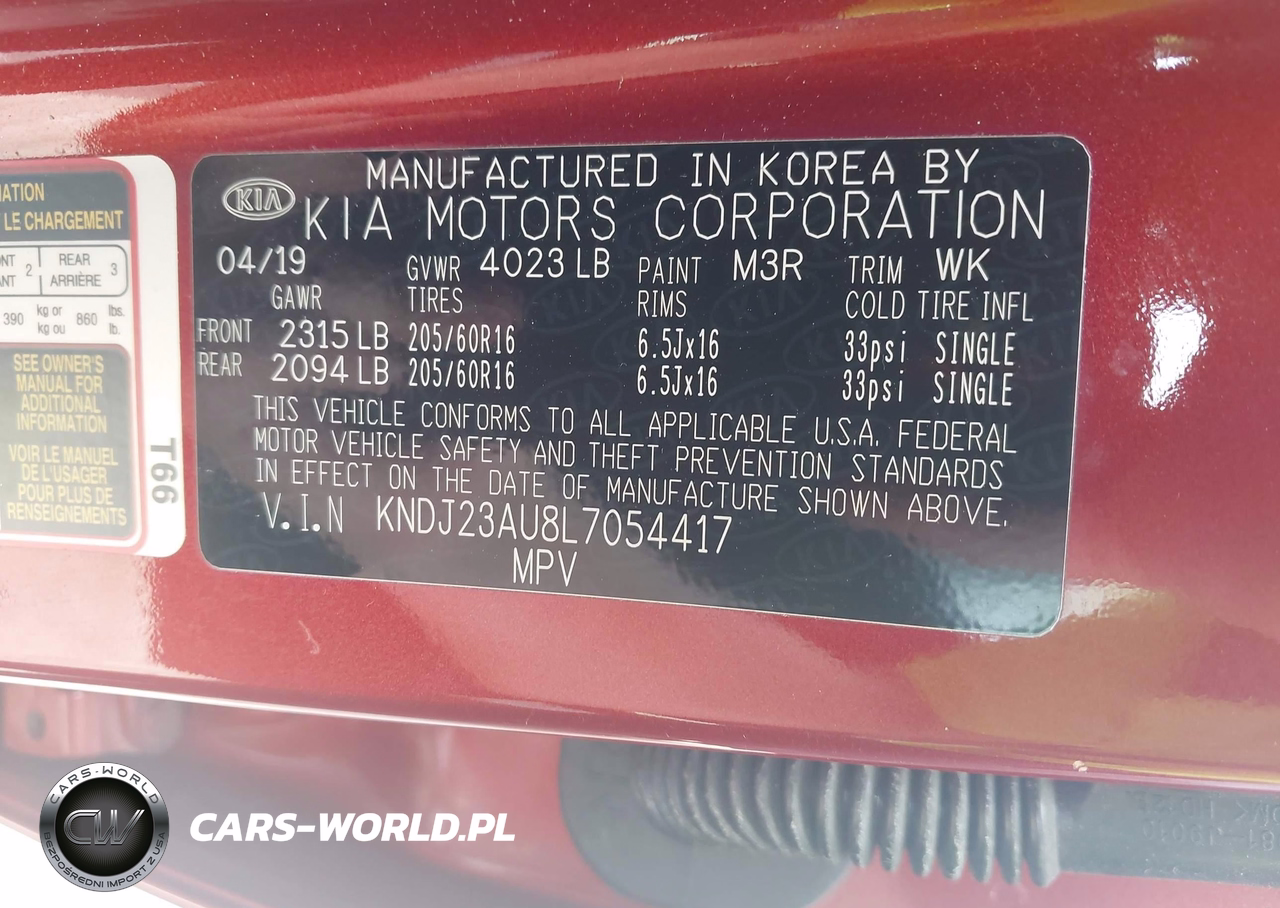 MATION
LE CHARGEMENT
2
REAR
ARRIÈRE
3
390
kg or
kg ou
860
lbs.
lb.
SEE OWNER'S
MANUAL FOR
ADDITIONAL
INFORMATION
VOIR LE MANUEL
DE L'USAGER
POUR PLUS DE
RENSEIGNEMENTS
T66
KIA
MANUFACTURED IN KOREA BY
KIA MOTORS CORPORATION
04/19 GVWR 4023 LB PAINT M3R TRIM WK
GAWR TIRES RIMS COLD TIRE INFL
FRONT 2315 LB 205/60R16 6.5Jx16 33psi SINGLE
REAR 2094 LB 205/60R16 6.5Jx16 33psi SINGLE
THIS VEHICLE CONFORMS TO ALL APPLICABLE U.S.A. FEDERAL
MOTOR VEHICLE SAFETY AND THEFT PREVENTION STANDARDS
IN EFFECT ON THE DATE OF MANUFACTURE SHOWN ABOVE.
V.I.N KNDJ23AU8L7054417
MPV
CARS-WORLD
CW
BEZPOŚREDNI IMPORT Z USA
CARS-WORLD.PL